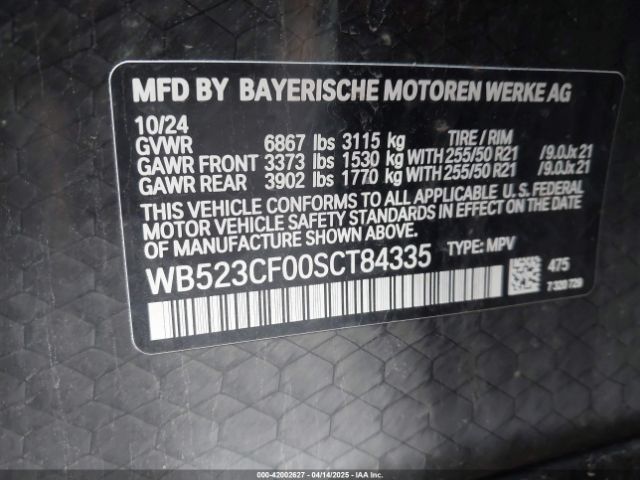 MFD BY BAYERISCHE MOTOREN WERKE AG
10/24
GVWR 6867 lbs 3115 kg TIRE / RIM
GAWR FRONT 3373 lbs 1530 kg WITH 255/50 R21 /9.0Jx21
GAWR REAR 3902 lbs 1770 kg WITH 255/50 R21 /9.0Jx21
THIS VEHICLE CONFORMS TO ALL APPLICABLE U.S. FEDERAL
MOTOR VEHICLE SAFETY STANDARDS IN EFFECT ON THE DATE
OF MANUFACTURE SHOWN ABOVE.
WB523CF00SCT84335 TYPE: MPV
475
000-42002627 - 04/14/2025 - IAAI.com